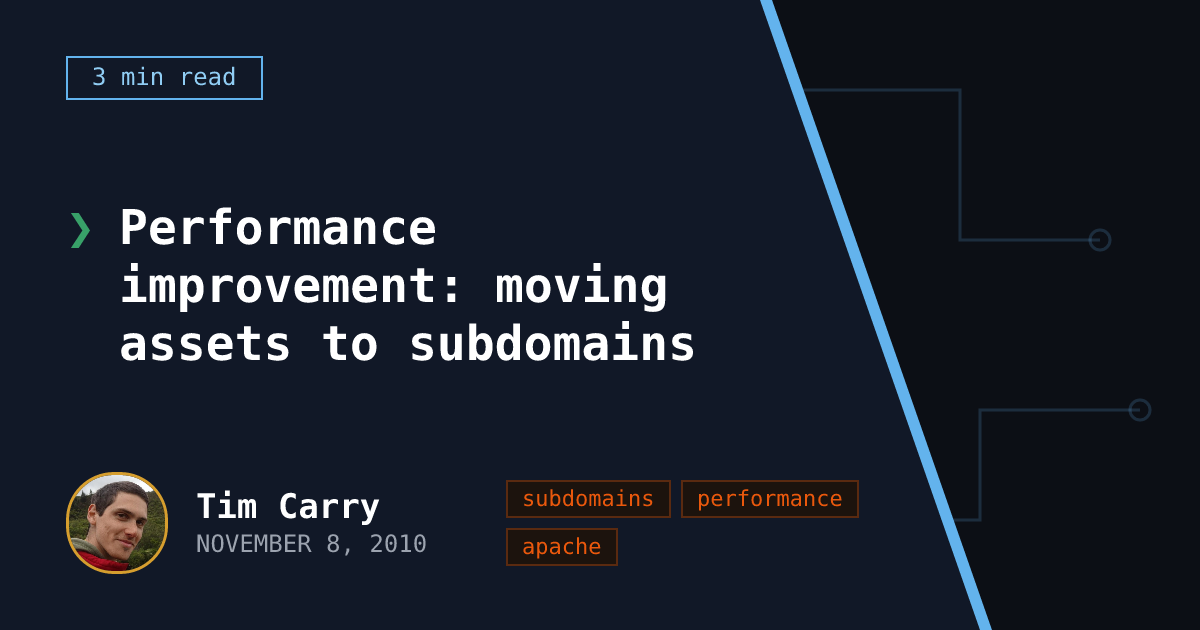 3 min read
❯ Performance
improvement: moving
assets to subdomains
Tim Carry
NOVEMBER 8, 2010
subdomains performance
apache